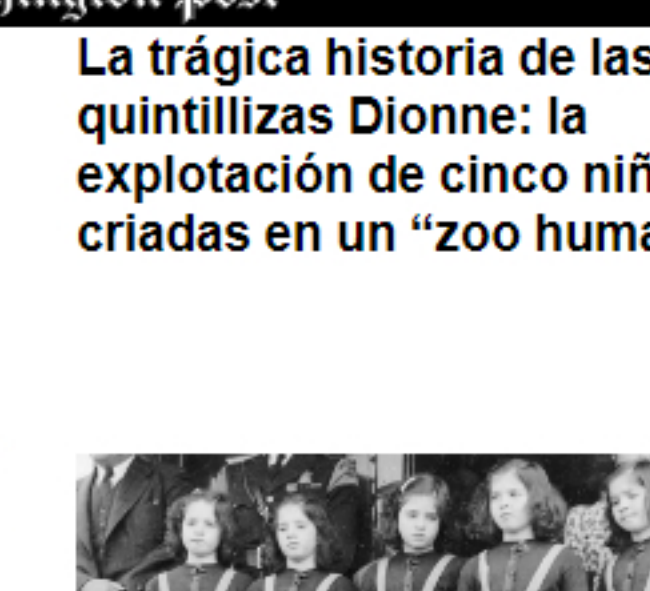 La trágica historia de las
quintillizas Dionne: la
explotación de cinco
criadas en un “zoo